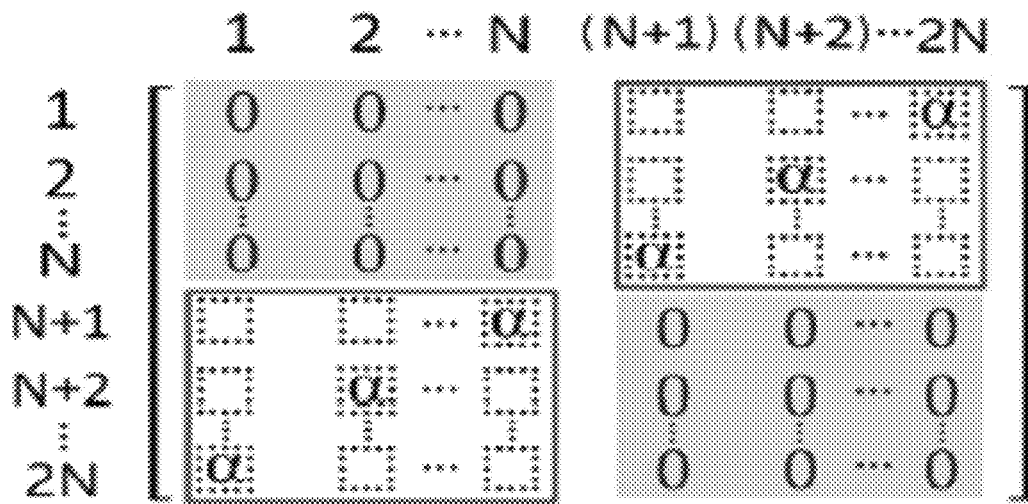 1 2 ··· N (N+1) (N+2)···2N
1 0 0 ··· 0 ··· α
2 0 0 ··· 0 α ···
⋮ ⋮ ⋮ ⋮ ⋮ ⋮ ⋮
N 0 0 ··· 0 α ···
N+1 ··· α 0 0 ··· 0
N+2 α ··· 0 0 ··· 0
⋮ ⋮ ⋮ ⋮ ⋮ ⋮ ⋮
2N α ··· 0 0 ··· 0